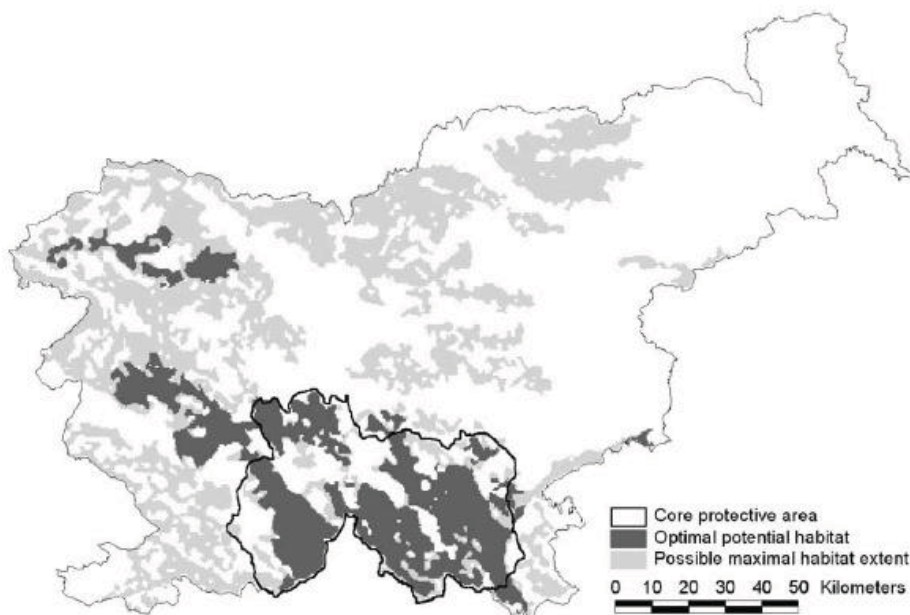 Core protective area
Optimal potential habitat
Possible maximal habitat extent
0 10 20 30 40 50 Kilometers